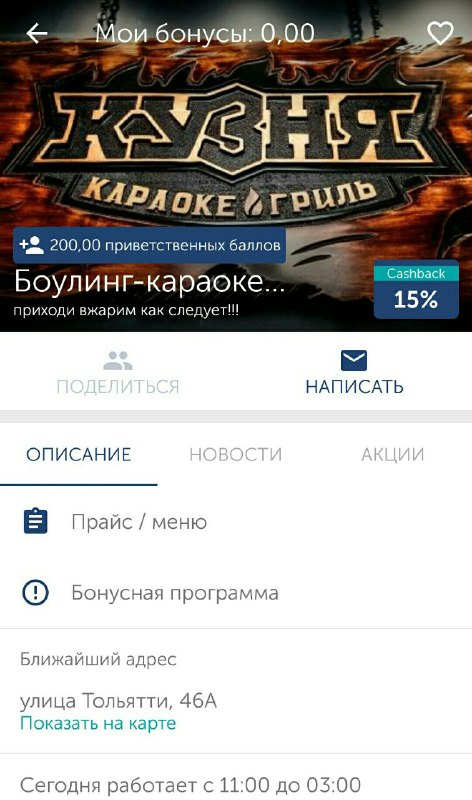 Мои бонусы: 0,00
КУЗНЯ
КАРАОКЕ ГРИЛЬ
200,00 приветственных баллов
Боулинг-караоке...
приходи вжарим как следует!!!
Cashback
15%
ПОДЕЛИТЬСЯ
НАПИСАТЬ
ОПИСАНИЕ
НОВОСТИ
АКЦИИ
Прайс / меню
Бонусная программа
Ближайший адрес
улица Тольятти, 46А
Показать на карте
Сегодня работает с 11:00 до 03:00